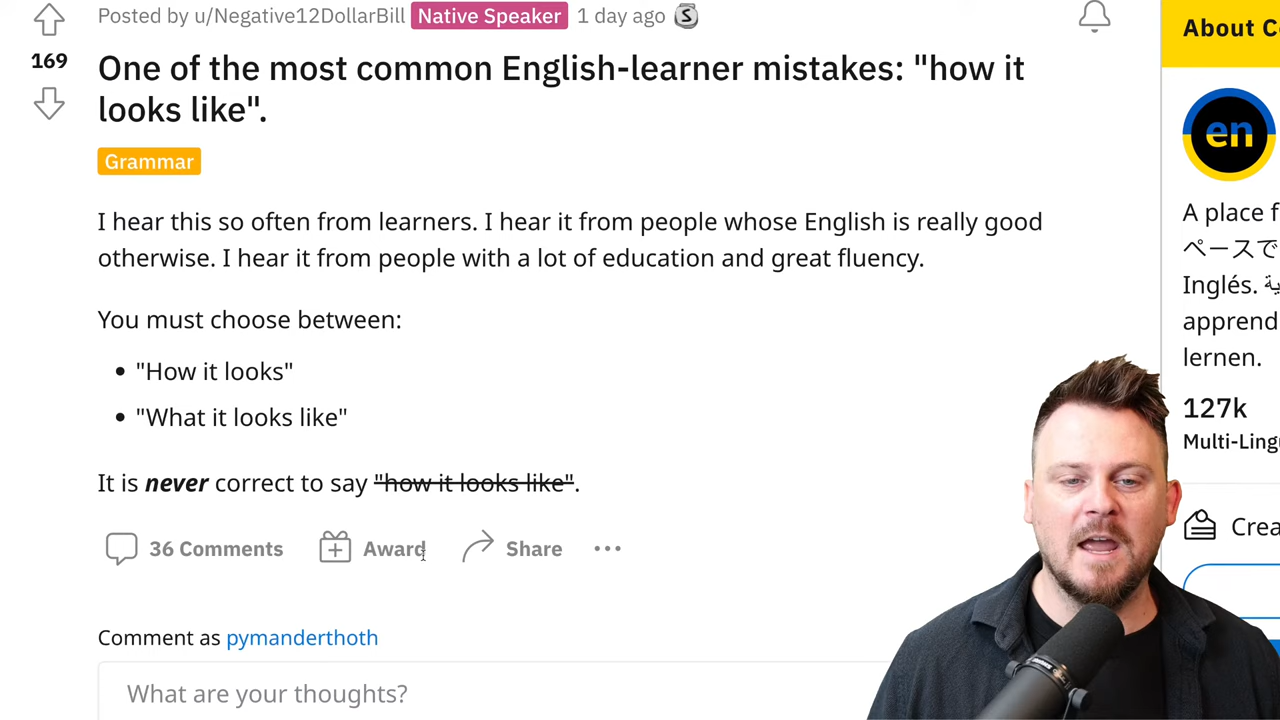 Posted by u/Negative12DollarBill Native Speaker 1 day ago
169
One of the most common English-learner mistakes: "how it
looks like".
Grammar
I hear this so often from learners. I hear it from people whose English is really good
otherwise. I hear it from people with a lot of education and great fluency.
You must choose between:
• "How it looks"
• "What it looks like"
It is never correct to say "how it looks like".
36 Comments Award Share
Comment as pymanderthoth
What are your thoughts?
About C
en
A place f
ペースで
Inglés.
apprend
lernen.
127k
Multi-Ling
Crea